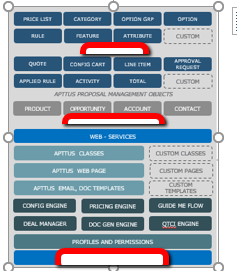 PRICE LIST CATEGORY OPTION GRP OPTION
RULE FEATURE ATTRIBUTE CUSTOM
QUOTE CONFIG CART LINE ITEM APPROVAL
REQUEST
APPLIED RULE ACTIVITY TOTAL CUSTOM
APTTUS PROPOSAL MANAGEMENT OBJECTS
PRODUCT OPPORTUNITY ACCOUNT CONTACT
WEB - SERVICES
APTTUS CLASSES CUSTOM CLASSES
APTTUS WEB PAGE CUSTOM PAGES
APTTUS EMAIL DOC TEMPLATES CUSTOM
TEMPLATES
CONFIG ENGINE PRICING ENGINE GUIDE ME FLOW
DEAL MANAGER DOC GEN ENGINE QTCI ENGINE
PROFILES AND PERMISSIONS